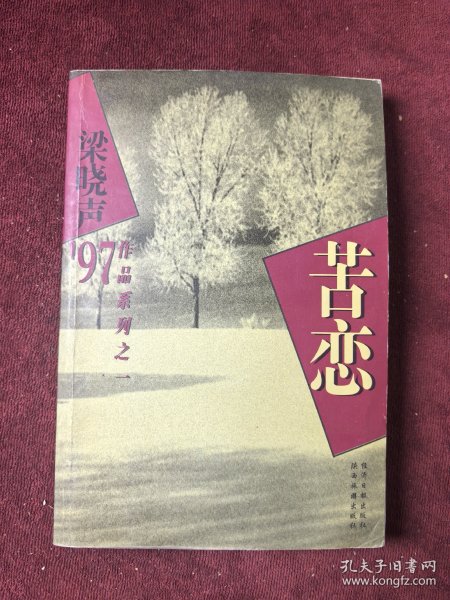 梁晓声
'97
作品系列之一
苦恋
经济日报出版社
陕西旅游出版社
孔夫子旧书网
www.kongfz.com